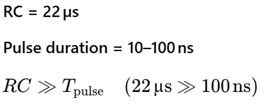 RC = 22 μs
Pulse duration = 10–100 ns
RC ≫ T_pulse (22 μs ≫ 100 ns)